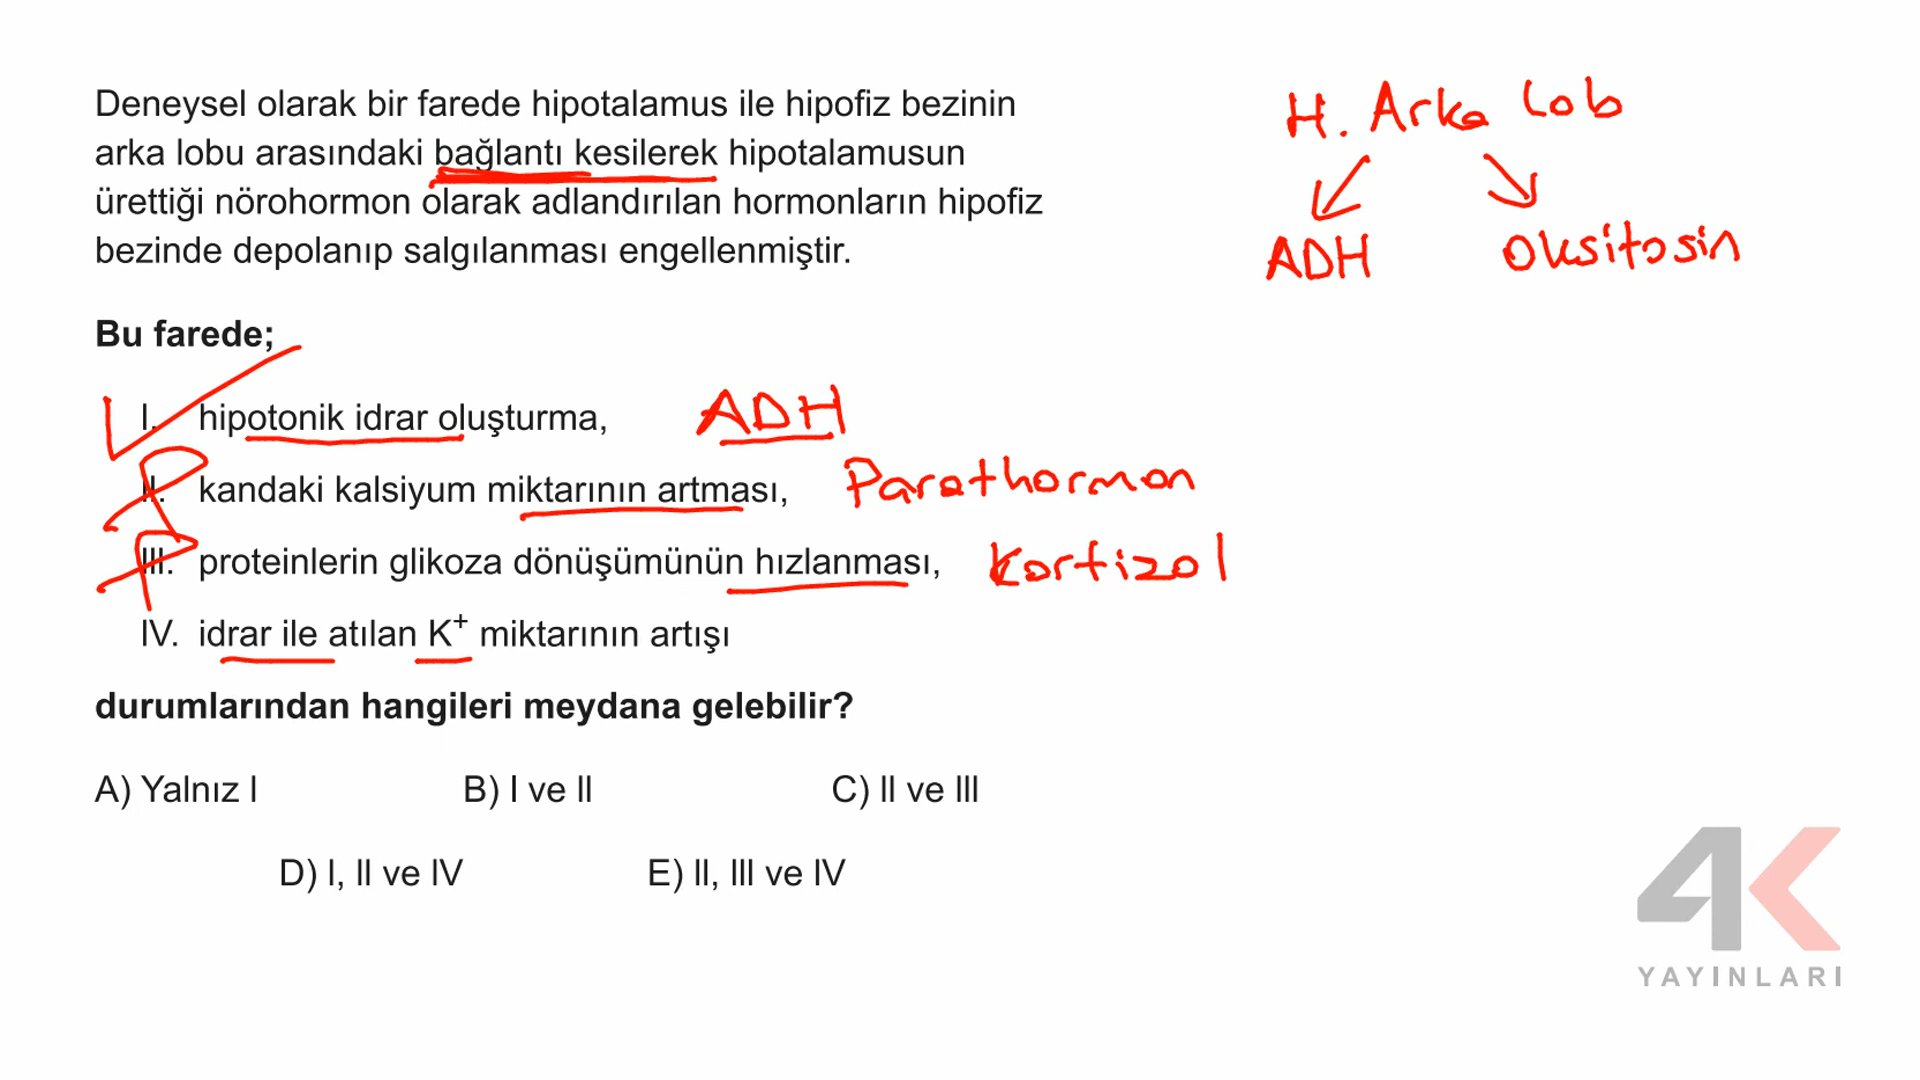 Deneysel olarak bir farede hipotalamus ile hipofiz bezinin
arka lobu arasındaki bağlantı kesilerek hipotalamusun
ürettiği nörohormon olarak adlandırılan hormonların hipofiz
bezinde depolanıp salgılanması engellenmiştir.
H. Arka lob
ADH Oksitosin
Bu farede;
I. hipotonik idrar oluşturma, ADH
II. kandaki kalsiyum miktarının artması, Parathormon
III. proteinlerin glikoza dönüşümünün hızlanması, Kortizol
IV. idrar ile atılan K⁺ miktarının artışı
durumlarından hangileri meydana gelebilir?
A) Yalnız I B) I ve II C) II ve III
D) I, II ve IV E) II, III ve IV
4K
YAYINLARI